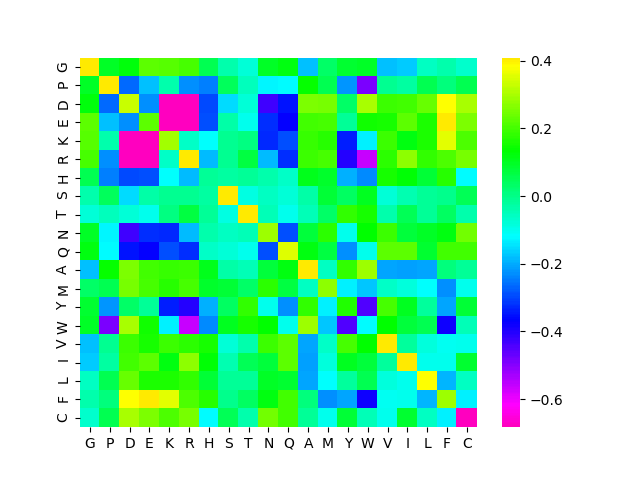 G
P
D
E
K
R
H
S
T
N
Q
A
M
Y
W
V
I
L
F
C
G P D E K R H S T N Q A M Y W V I L F C
0.4
0.2
0.0
−0.2
−0.4
−0.6